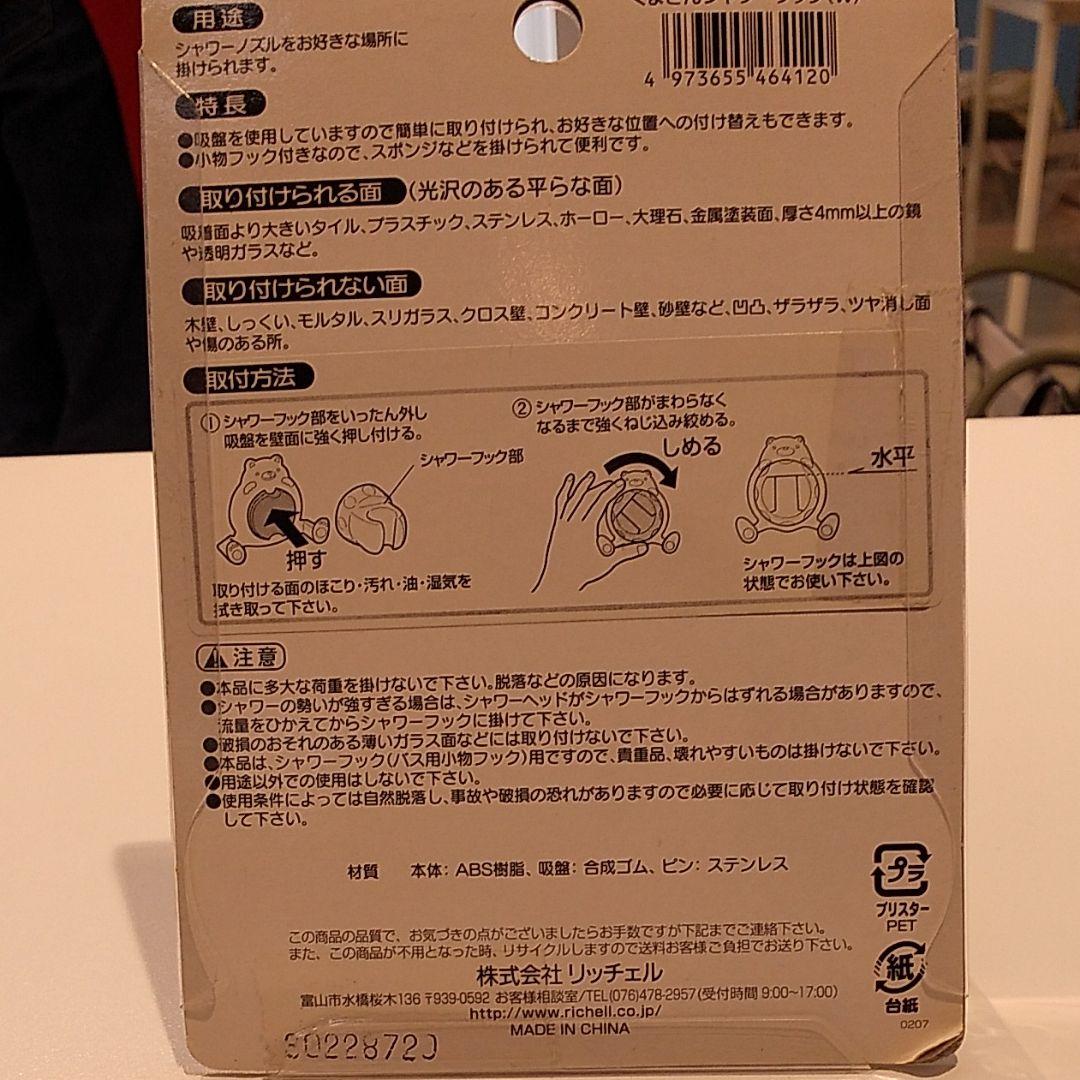 用途
シャワーノズルをお好きな場所に
掛けられます。
4 973655 464120
特長
●吸盤を使用していますので簡単に取り付けられ、お好きな位置への付け替えもできます。
●小物フック付きなので、スポンジなどを掛けられて便利です。
取り付けられる面(光沢のある平らな面)
吸着面より大きいタイル、プラスチック、ステンレス、ホーロー、大理石、金属塗装面、厚さ4mm以上の鏡
や透明ガラスなど。
取り付けられない面
木壁、しっくい、モルタル、スリガラス、クロス壁、コンクリート壁、砂壁など、凹凸、ザラザラ、ツヤ消し面
や傷のある所。
取付方法
①シャワーフック部をいったん外し
吸盤を壁面に強く押し付ける。
シャワーフック部
押す
取り付ける面のほこり・汚れ・油・湿気を
拭き取って下さい。
②シャワーフック部がまわらなく
なるまで強くねじ込み絞める。
しめる
水平
シャワーフックは上図の
状態でお使い下さい。
注意
●本品に多大な荷重を掛けないで下さい。脱落などの原因になります。
●シャワーの勢いが強すぎる場合は、シャワーヘッドがシャワーフックからはずれる場合がありますので、
流量をひかえてからシャワーフックに掛けて下さい。
●破損のおそれのある薄いガラス面などには取り付けないで下さい。
●本品は、シャワーフック(バス用小物フック)用ですので、貴重品、壊れやすいものは掛けないで下さい。
●用途以外での使用はしないで下さい。
●使用条件によっては自然脱落し、事故や破損の恐れがありますので必要に応じて取り付け状態を確認
して下さい。
材質 本体: ABS樹脂、吸盤: 合成ゴム、ピン: ステンレス
プラ
ブリスター
PET
この商品の品質で、お気づきの点がございましたらお手数ですが下記までご連絡下さい。
また、この商品が不用となった時、リサイクルしますので送料お客様ご負担でお送り下さい。
株式会社 リッチェル
富山市水橋桜木136 〒939-0592 お客様相談室/TEL(076)478-2957(受付時間 9:00〜17:00)
http://www.richell.co.jp/
MADE IN CHINA
紙
台紙
0207